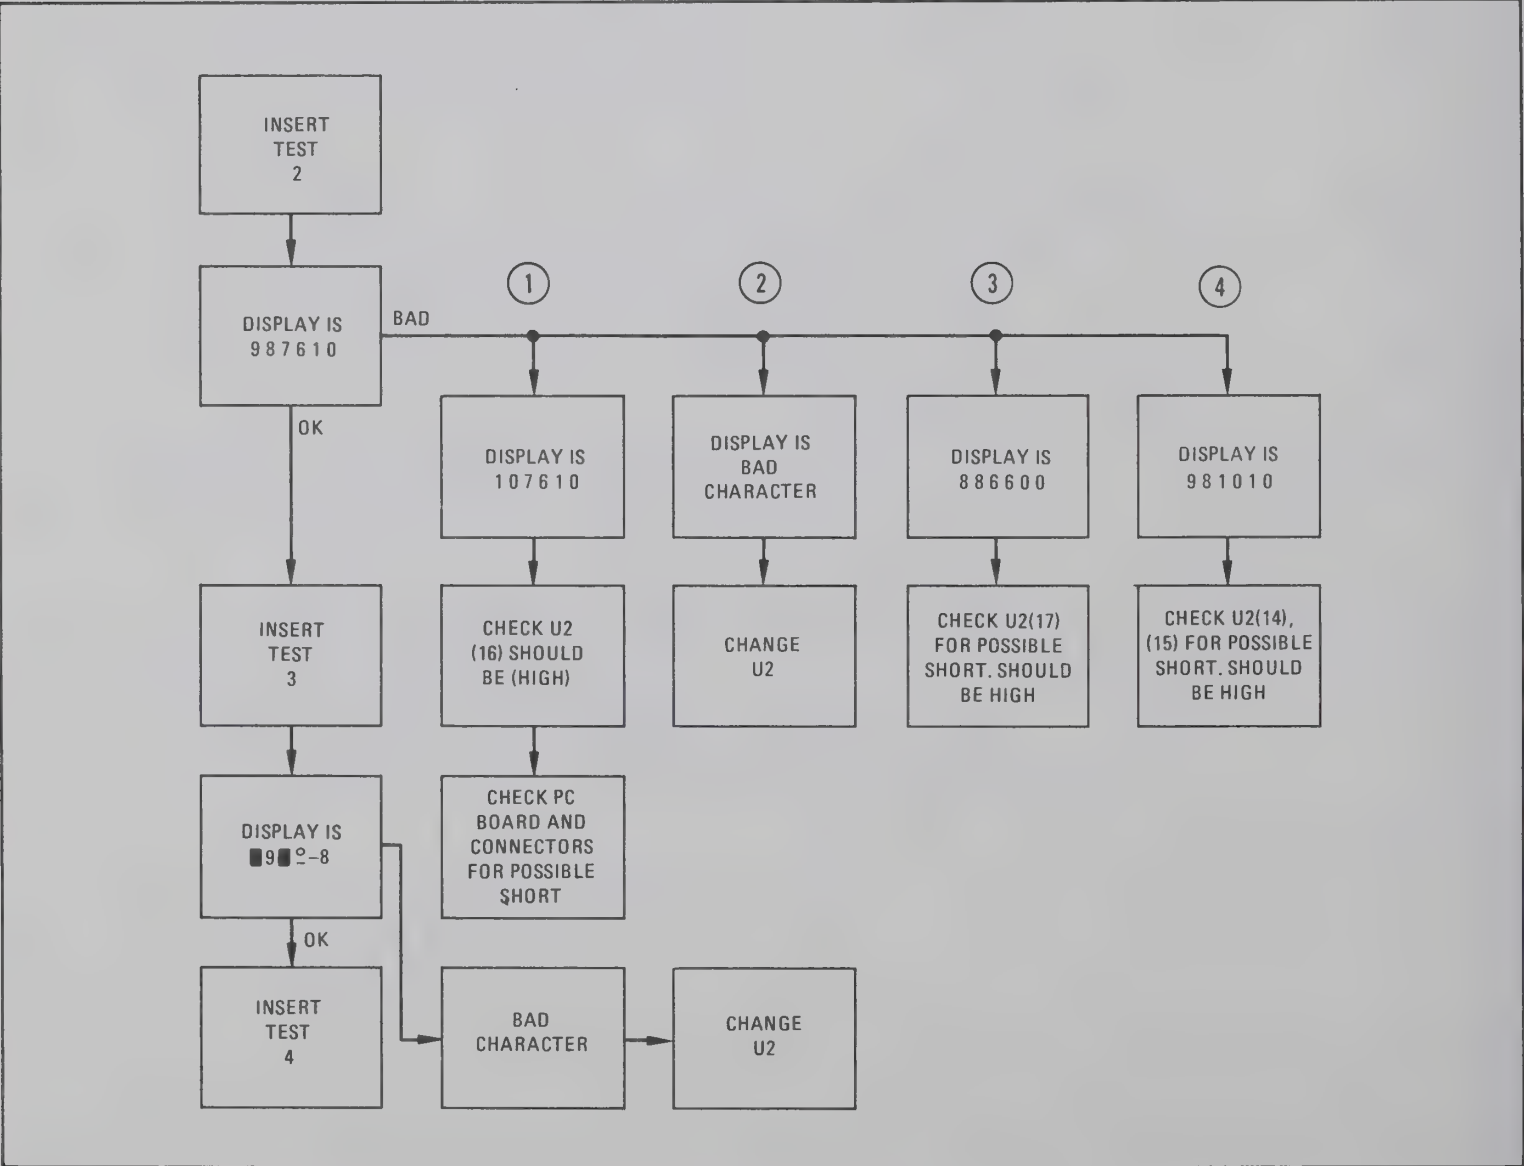 INSERT
TEST
2
DISPLAY IS
987610
BAD
OK
1
2
3
4
DISPLAY IS
107610
DISPLAY IS
BAD
CHARACTER
DISPLAY IS
886600
DISPLAY IS
981010
INSERT
TEST
3
CHECK U2
(16) SHOULD
BE (HIGH)
CHANGE
U2
CHECK U2(17)
FOR POSSIBLE
SHORT. SHOULD
BE HIGH
CHECK U2(14),
(15) FOR POSSIBLE
SHORT. SHOULD
BE HIGH
DISPLAY IS
█9█º–8
OK
CHECK PC
BOARD AND
CONNECTORS
FOR POSSIBLE
SHORT
INSERT
TEST
4
BAD
CHARACTER
CHANGE
U2